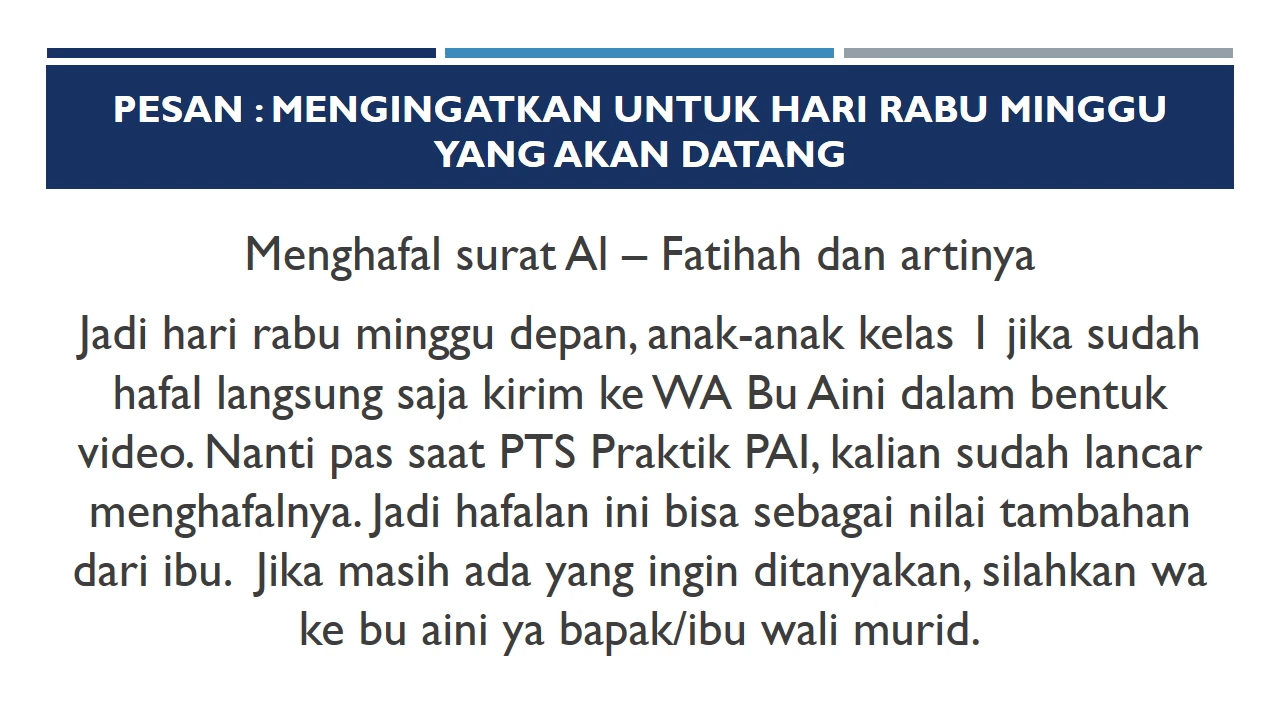 PESAN : MENGINGATKAN UNTUK HARI RABU MINGGU
YANG AKAN DATANG
Menghafal surat Al – Fatihah dan artinya
Jadi hari rabu minggu depan, anak-anak kelas 1 jika sudah
hafal langsung saja kirim ke WA Bu Aini dalam bentuk
video. Nanti pas saat PTS Praktik PAI, kalian sudah lancar
menghafalnya. Jadi hafalan ini bisa sebagai nilai tambahan
dari ibu.  Jika masih ada yang ingin ditanyakan, silahkan wa
ke bu aini ya bapak/ibu wali murid.